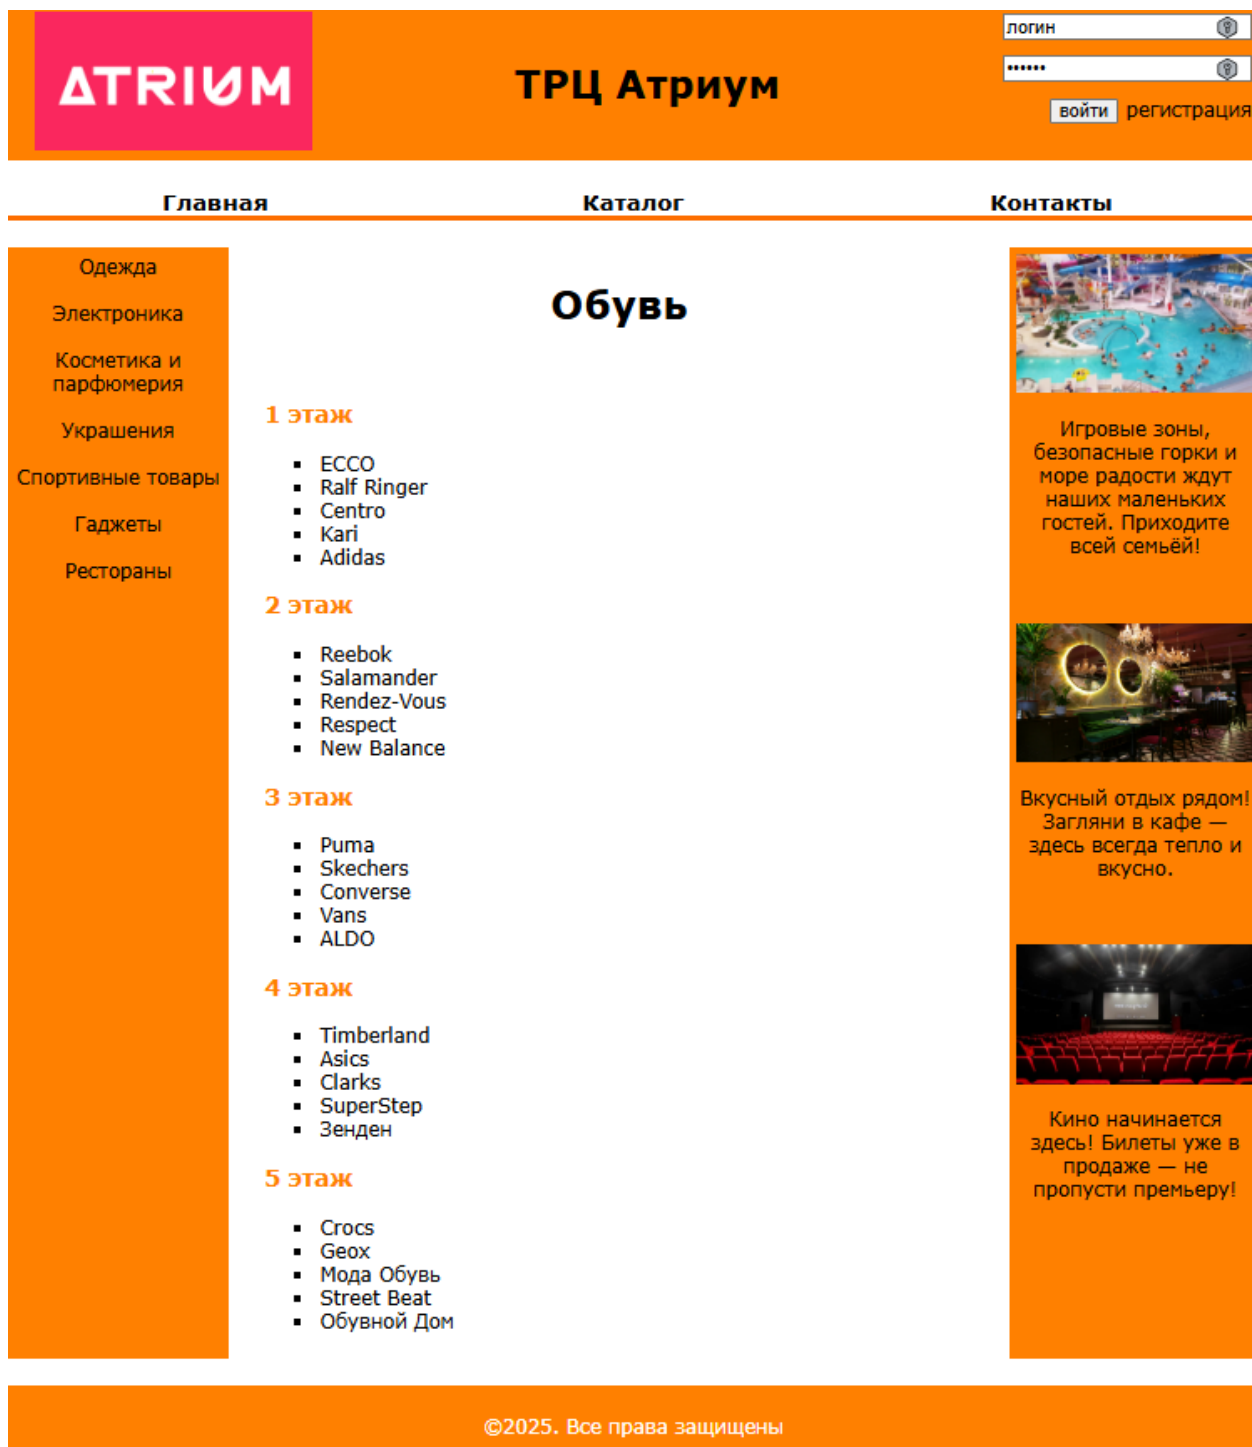 ATRIUM
ТРЦ Атриум
логин
••••••
войти регистрация
Главная Каталог Контакты
Одежда
Электроника
Косметика и
парфюмерия
Украшения
Спортивные товары
Гаджеты
Рестораны
Обувь
1 этаж
ECCO
Ralf Ringer
Centro
Kari
Adidas
2 этаж
Reebok
Salamander
Rendez-Vous
Respect
New Balance
3 этаж
Puma
Skechers
Converse
Vans
ALDO
4 этаж
Timberland
Asics
Clarks
SuperStep
Зенден
5 этаж
Crocs
Geox
Мода Обувь
Street Beat
Обувной Дом
Игровые зоны,
безопасные горки и
море радости ждут
наших маленьких
гостей. Приходите
всей семьёй!
Вкусный отдых рядом!
Загляни в кафе —
здесь всегда тепло и
вкусно.
Кино начинается
здесь! Билеты уже в
продаже — не
пропусти премьеру!
©2025. Все права защищены